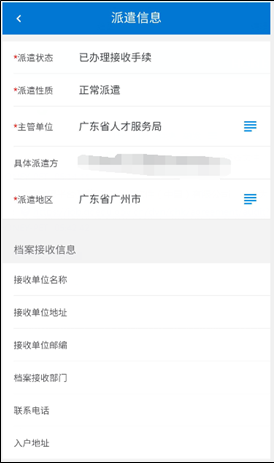 派遣信息
*派遣状态 已办理接收手续
*派遣性质 正常派遣
*主管单位 广东省人才服务局
具体派遣方
*派遣地区 广东省广州市
档案接收信息
接收单位名称
接收单位地址
接收单位邮编
档案接收部门
联系电话
入户地址